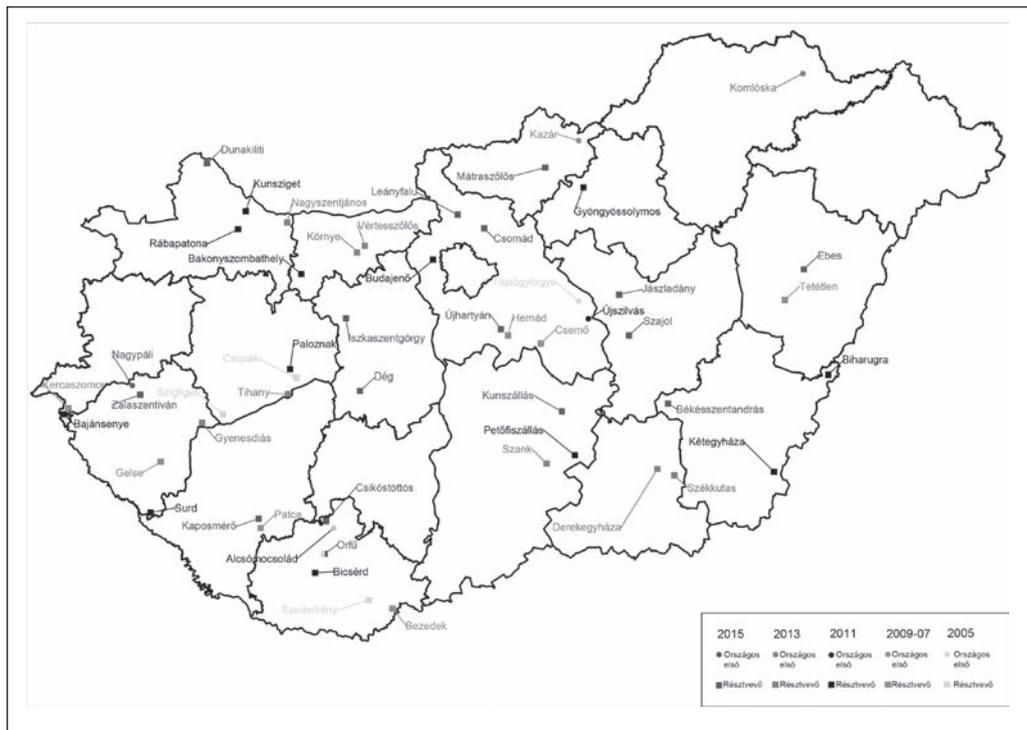 Komlóska
Kazár
Dunakiliti
Mátraszőlős
Kunsziget
Leányfalu
Nagyszentjános
Gyöngyössolymos
Vértesszőlős
Környe
Csomád
Rábapatona
Bakonyszombathely
Budajenő
Ebes
Tápiógyörgye
Jászladány
Tetétlen
Újszilvás
Újhartyán
Hernád
Szajol
Iszkaszentgörgy
Csemő
Paloznak
Csopak
Nagypáli
Biharugra
Kercaszomor
Szigliget
Tihany
Dég
Zalaszentiván
Kunszállás
Békésszentandrás
Bajánsenye
Gyenesdiás
Petőfiszállás
Kétegyháza
Szank
Gelse
Csikóstöttös
Székkutas
Surd
Kaposmérő
Patca
Derekegyháza
Alcsómocsolád
Orfű
Bicsérd
Szederkény
Bezedek
2015 2013 2011 2009-07 2005
Országos Országos Országos Országos Országos
első első első első első
Résztvevő Résztvevő Résztvevő Résztvevő Résztvevő